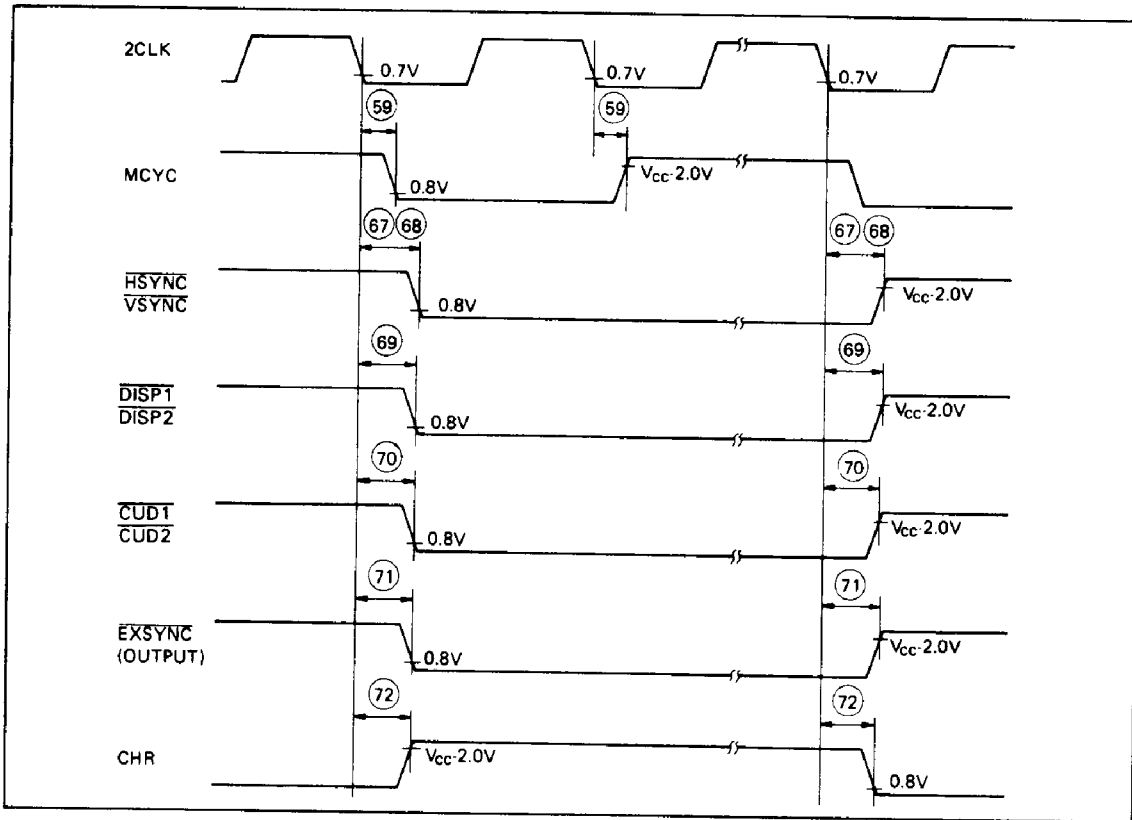 2CLK
0.7V 0.7V 0.7V
59 59
MCYC
0.8V VCC-2.0V
67 68 67 68
HSYNC
VSYNC
0.8V VCC-2.0V
69 69
DISP1
DISP2
0.8V VCC-2.0V
70 70
CUD1
CUD2
0.8V VCC-2.0V
71 71
EXSYNC
(OUTPUT)
0.8V VCC-2.0V
72 72
CHR
VCC-2.0V 0.8V